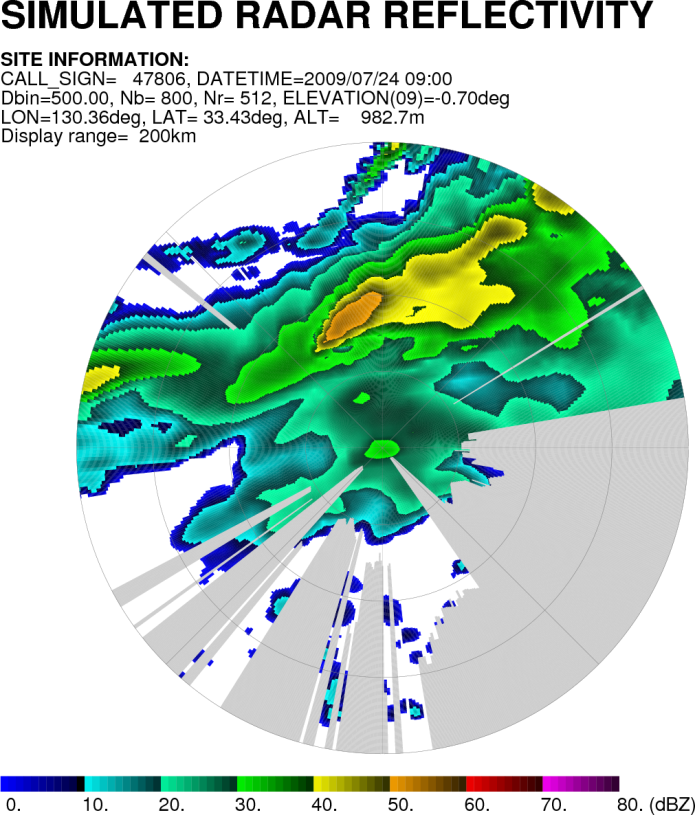 SIMULATED RADAR REFLECTIVITY
SITE INFORMATION:
CALL_SIGN= 47806, DATETIME=2009/07/24 09:00
Dbin=500.00, Nb= 800, Nr= 512, ELEVATION(09)=-0.70deg
LON=130.36deg, LAT= 33.43deg, ALT= 982.7m
Display range= 200km
0. 10. 20. 30. 40. 50. 60. 70. 80. (dBZ)